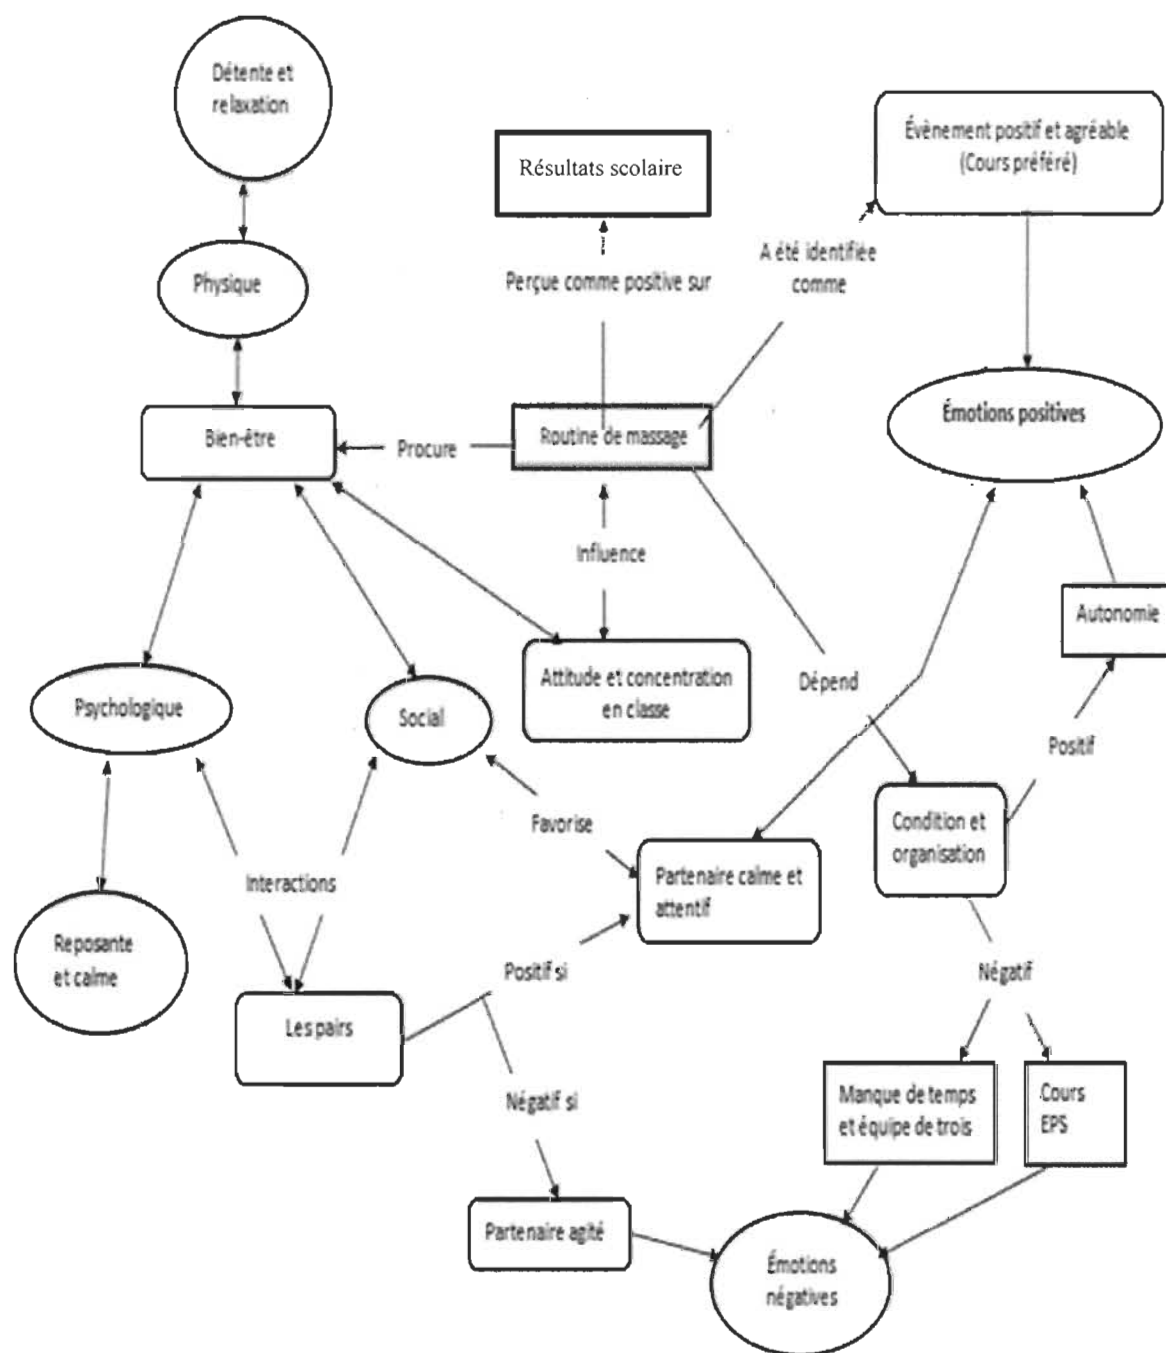 Détente et
relaxation
Évènement positif et agréable
(Cours préféré)
Résultats scolaire
A été identifiée
comme
Physique
Perçue comme positive sur
Émotions positives
Bien-être
Procure
Routine de massage
Influence
Autonomie
Attitude et concentration
en classe
Dépend
Psychologique
Social
Positif
Favorise
Condition et
organisation
Interactions
Partenaire calme et
attentif
Reposante
et calme
Positif si
Négatif
Les pairs
Négatif si
Manque de temps
et équipe de trois
Cours
EPS
Partenaire agité
Émotions
négatives